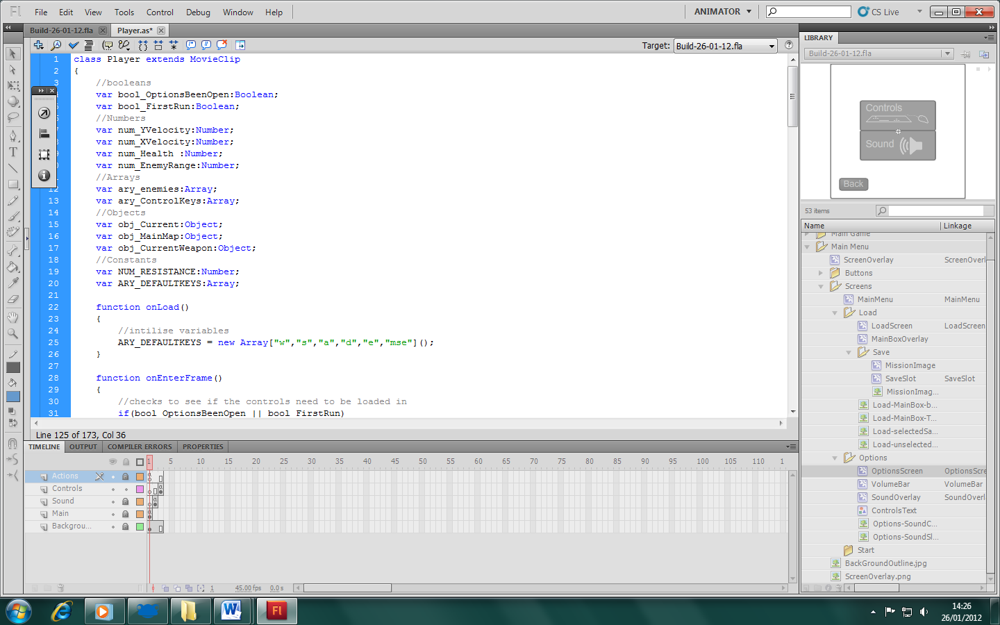 Fl File Edit View Text Tools Control Debug Window Help ANIMATOR CS Live
Build-26-01-12.fla Player.as*
Target: Build-26-01-12.fla
1 class Player extends MovieClip
2 {
3 //booleans
var bool_OptionsBeenOpen:Boolean;
var bool_FirstRun:Boolean;
//Numbers
var num_YVelocity:Number;
var num_XVelocity:Number;
var num_Health :Number;
var num_EnemyRange:Number;
//Arrays
12 var ary_enemies:Array;
13 var ary_ControlKeys:Array;
14 //Objects
15 var obj_Current:Object;
16 var obj_MainMap:Object;
17 var obj_CurrentWeapon:Object;
18 //Constants
19 var NUM_RESISTANCE:Number;
20 var ARY_DEFAULTKEYS:Array;
21
22 function onLoad()
23 {
24 //intilise variables
25 ARY_DEFAULTKEYS = new Array["w","s","a","d","e","mse"]();
26 }
27
28 function onEnterFrame()
29 {
30 //checks to see if the controls need to be loaded in
31 if(bool_OptionsBeenOpen || bool_FirstRun)
Line 125 of 173, Col 36
TIMELINE OUTPUT COMPILER ERRORS PROPERTIES
1 5 10 15 20 25 30 35 40 45 50 55 60 65 70 75 80 85 90 95 100 105 110 1
Actions
Controls
Sound
Main
Backgrou...
1 45.00 fps 0.0 s
LIBRARY
Build-26-01-12.fla
Controls
Sound
Back
53 items
Name Linkage
Main Game
Main Menu
ScreenOverlay ScreenOverl
Buttons
Screens
MainMenu MainMenu
Load
LoadScreen LoadScreen
MainBoxOverlay
Save
MissionImage
SaveSlot SaveSlot
MissionImag...
Load-MainBox-b...
Load-MainBox-T...
Load-selectedSa...
Load-unselected...
Options
OptionsScreen OptionsScre
VolumeBar VolumeBar
SoundOverlay SoundOverl
ControlsText
Options-SoundC...
Options-SoundSl...
Start
BackGroundOutline.jpg
ScreenOverlay.png
W Fl
14:26
26/01/2012